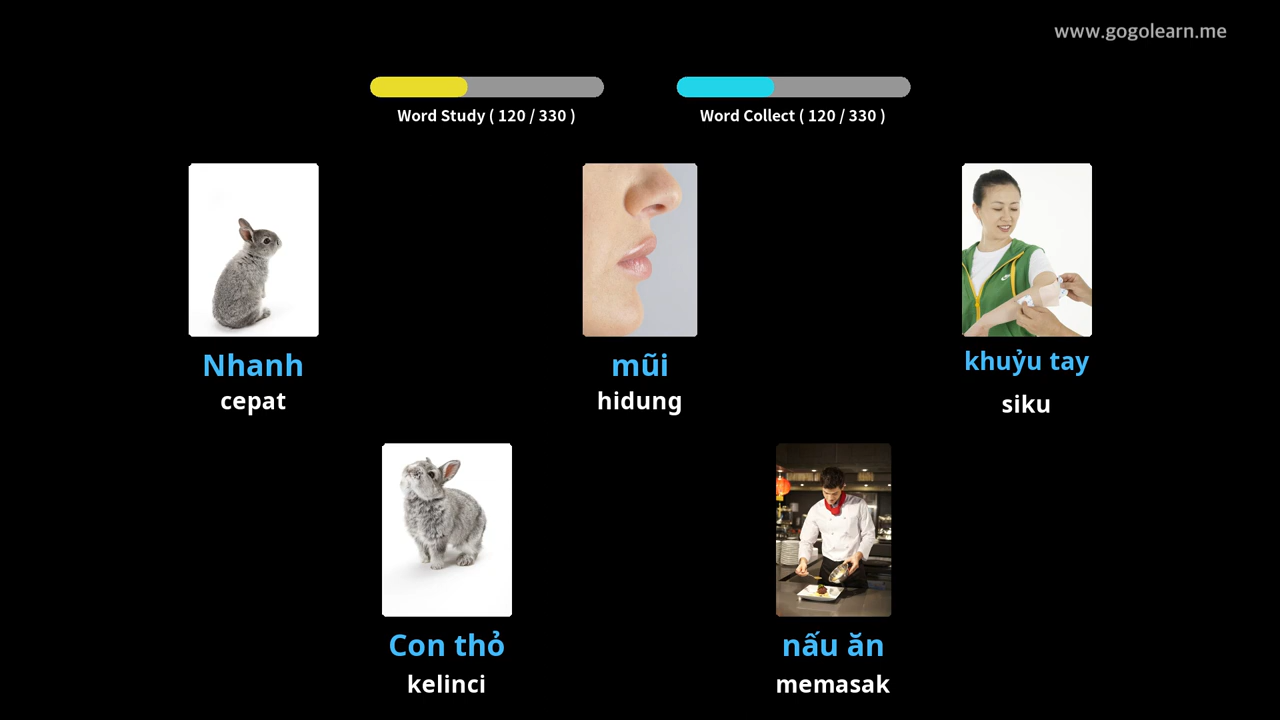 www.gogolearn.me
Word Study ( 120 / 330 )
Word Collect ( 120 / 330 )
Nhanh
cepat
mũi
hidung
khuỷu tay
siku
Con thỏ
kelinci
nấu ăn
memasak